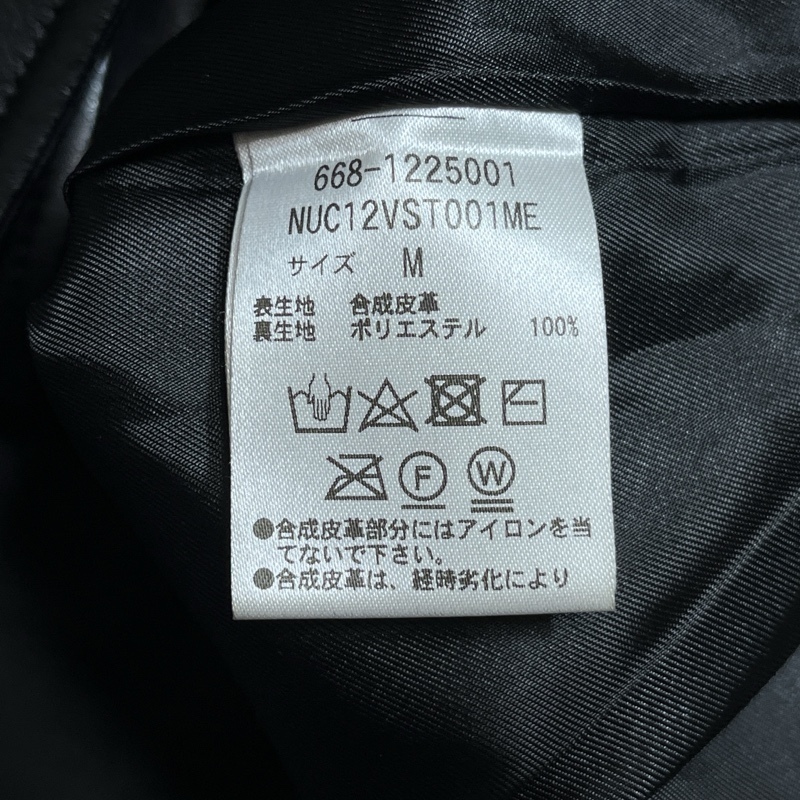 668-1225001
NUC12VST001ME
サイズ M
表生地 合成皮革
裏生地 ポリエステル 100%
F W
●合成皮革部分にはアイロンを当
てないで下さい。
●合成皮革は、経時劣化により